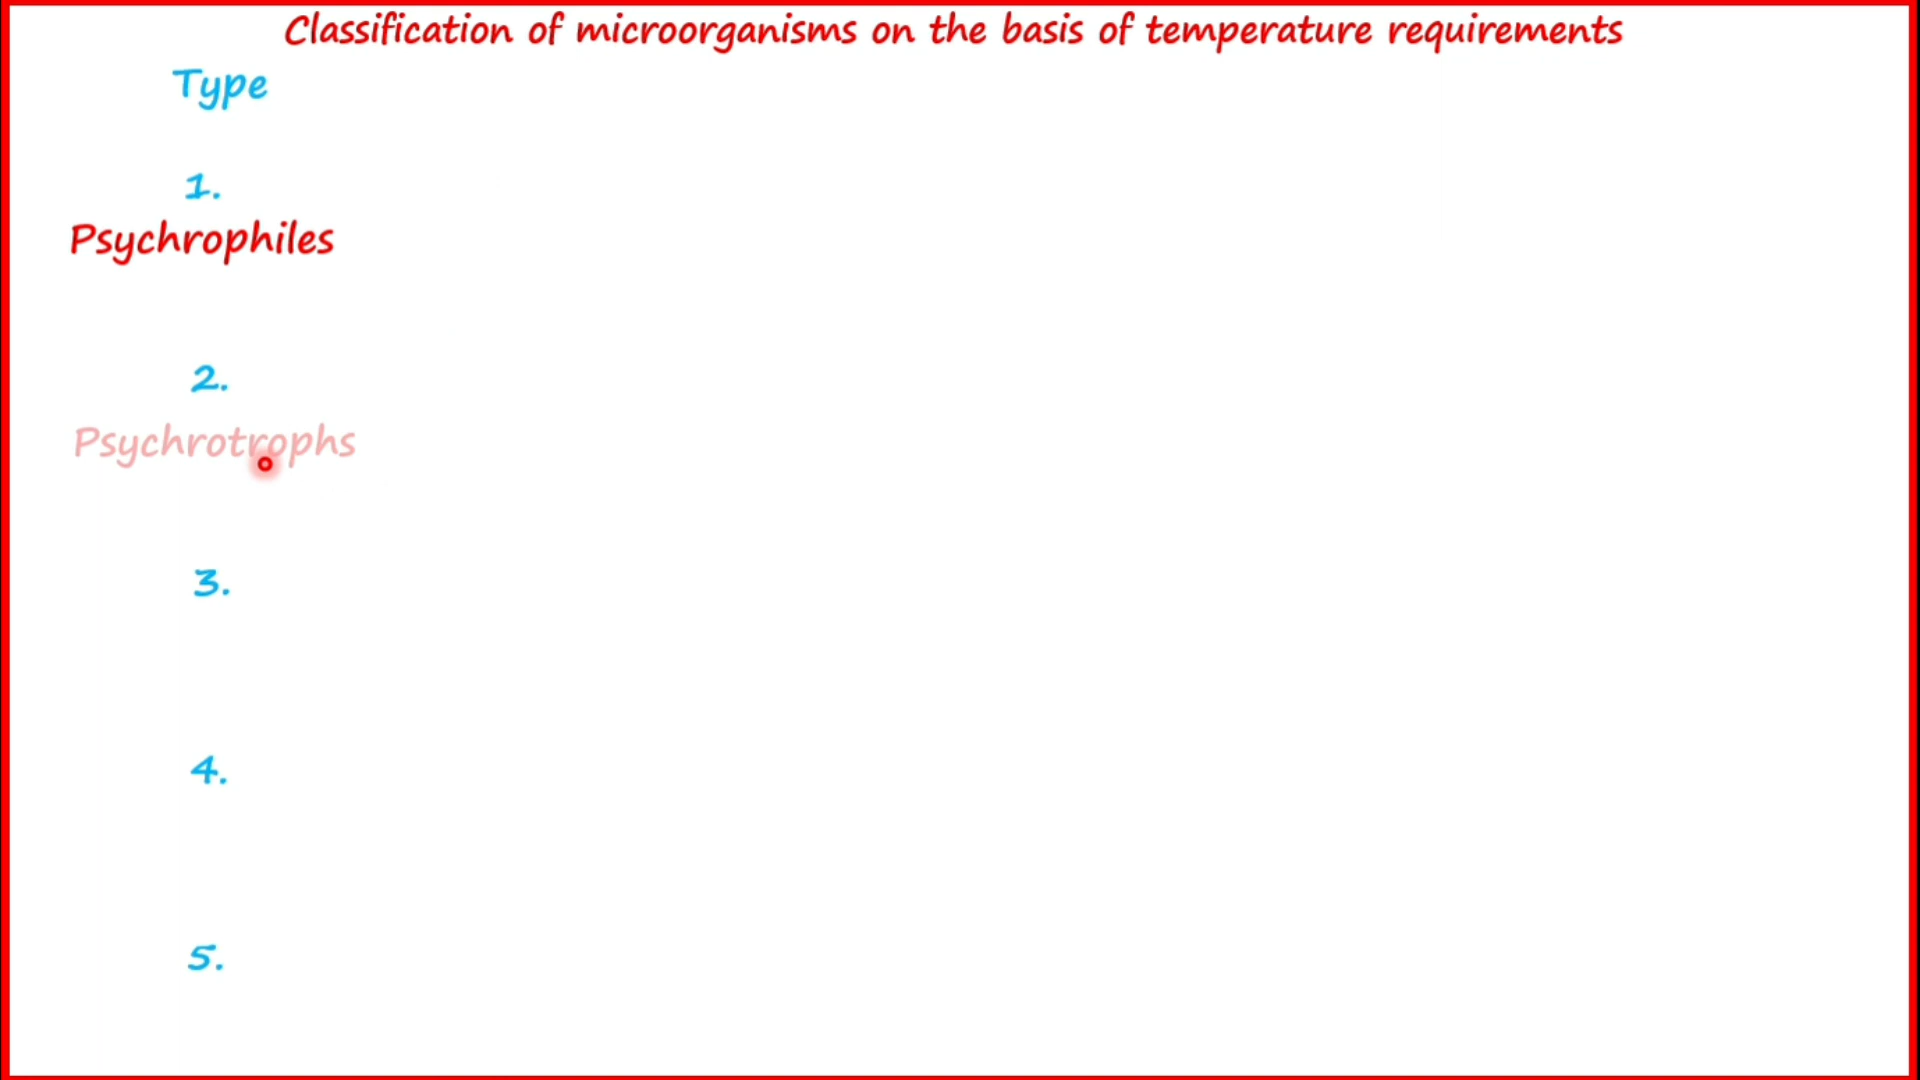 Classification of microorganisms on the basis of temperature requirements
Type
1.
Psychrophiles
2.
Psychrotrophs
3.
4.
5.